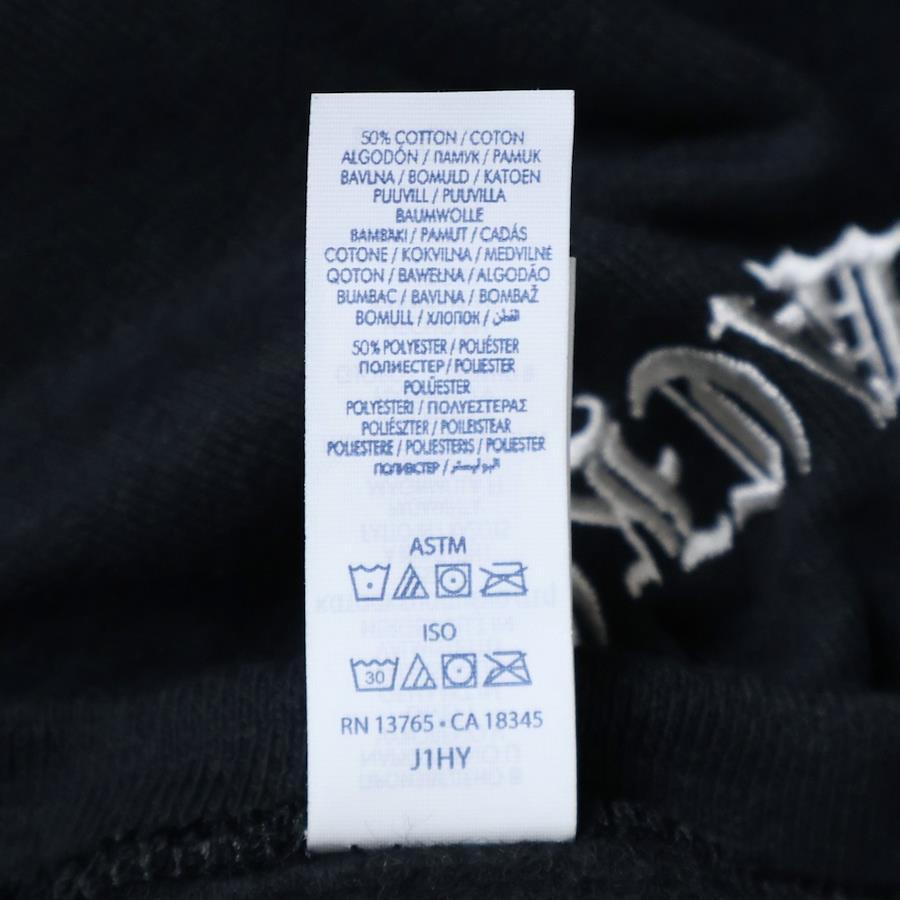 50% COTTON / COTON
ALGODÓN / ПАМУК / PAMUK
BAVLNA / BOMULD / KATOEN
PUUVILL / PUUVILLA
BAUMWOLLE
ΒΑΜΒΑΚΙ / PAMUT / CADÁS
COTONE / KOKVILNA / MEDVILNĖ
QOTON / BAWEŁNA / ALGODÃO
BUMBAC / BAVLNA / BOMBAŽ
BOMULL / ХЛОПОК / القطن
50% POLYESTER / POLIÉSTER
ПОЛИЕСТЕР / POLIESTER
POLÜESTER
POLYESTERI / ΠΟΛΥΕΣΤΕΡΑΣ
POLIÉSZTER / POILEISTEAR
POLIESTERE / POLIESTERIS / POLIESTER
ПОЛИЭСТЕР / البوليستر
ASTM
ISO
30
RN 13765 • CA 18345
J1HY